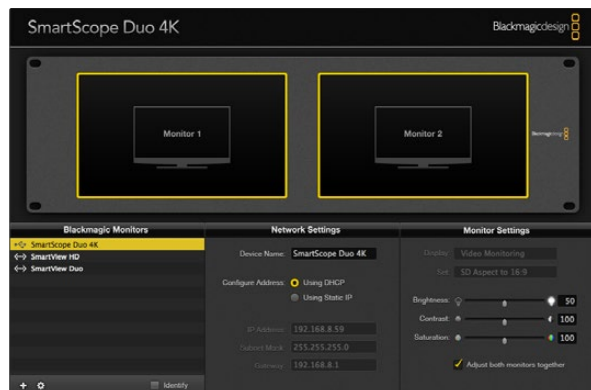 SmartScope Duo 4K
Blackmagicdesign
Monitor 1
Monitor 2
Blackmagicdesign
Blackmagic Monitors
SmartScope Duo 4K
SmartView HD
SmartView Duo
Identify
Network Settings
Device Name: SmartScope Duo 4K
Configure Address: Using DHCP
Using Static IP
IP Address: 192.168.8.59
Subnet Mask: 255.255.255.0
Gateway: 192.168.8.1
Monitor Settings
Display: Video Monitoring
Set: SD Aspect to 16:9
Brightness: 50
Contrast: 100
Saturation: 100
Adjust both monitors together